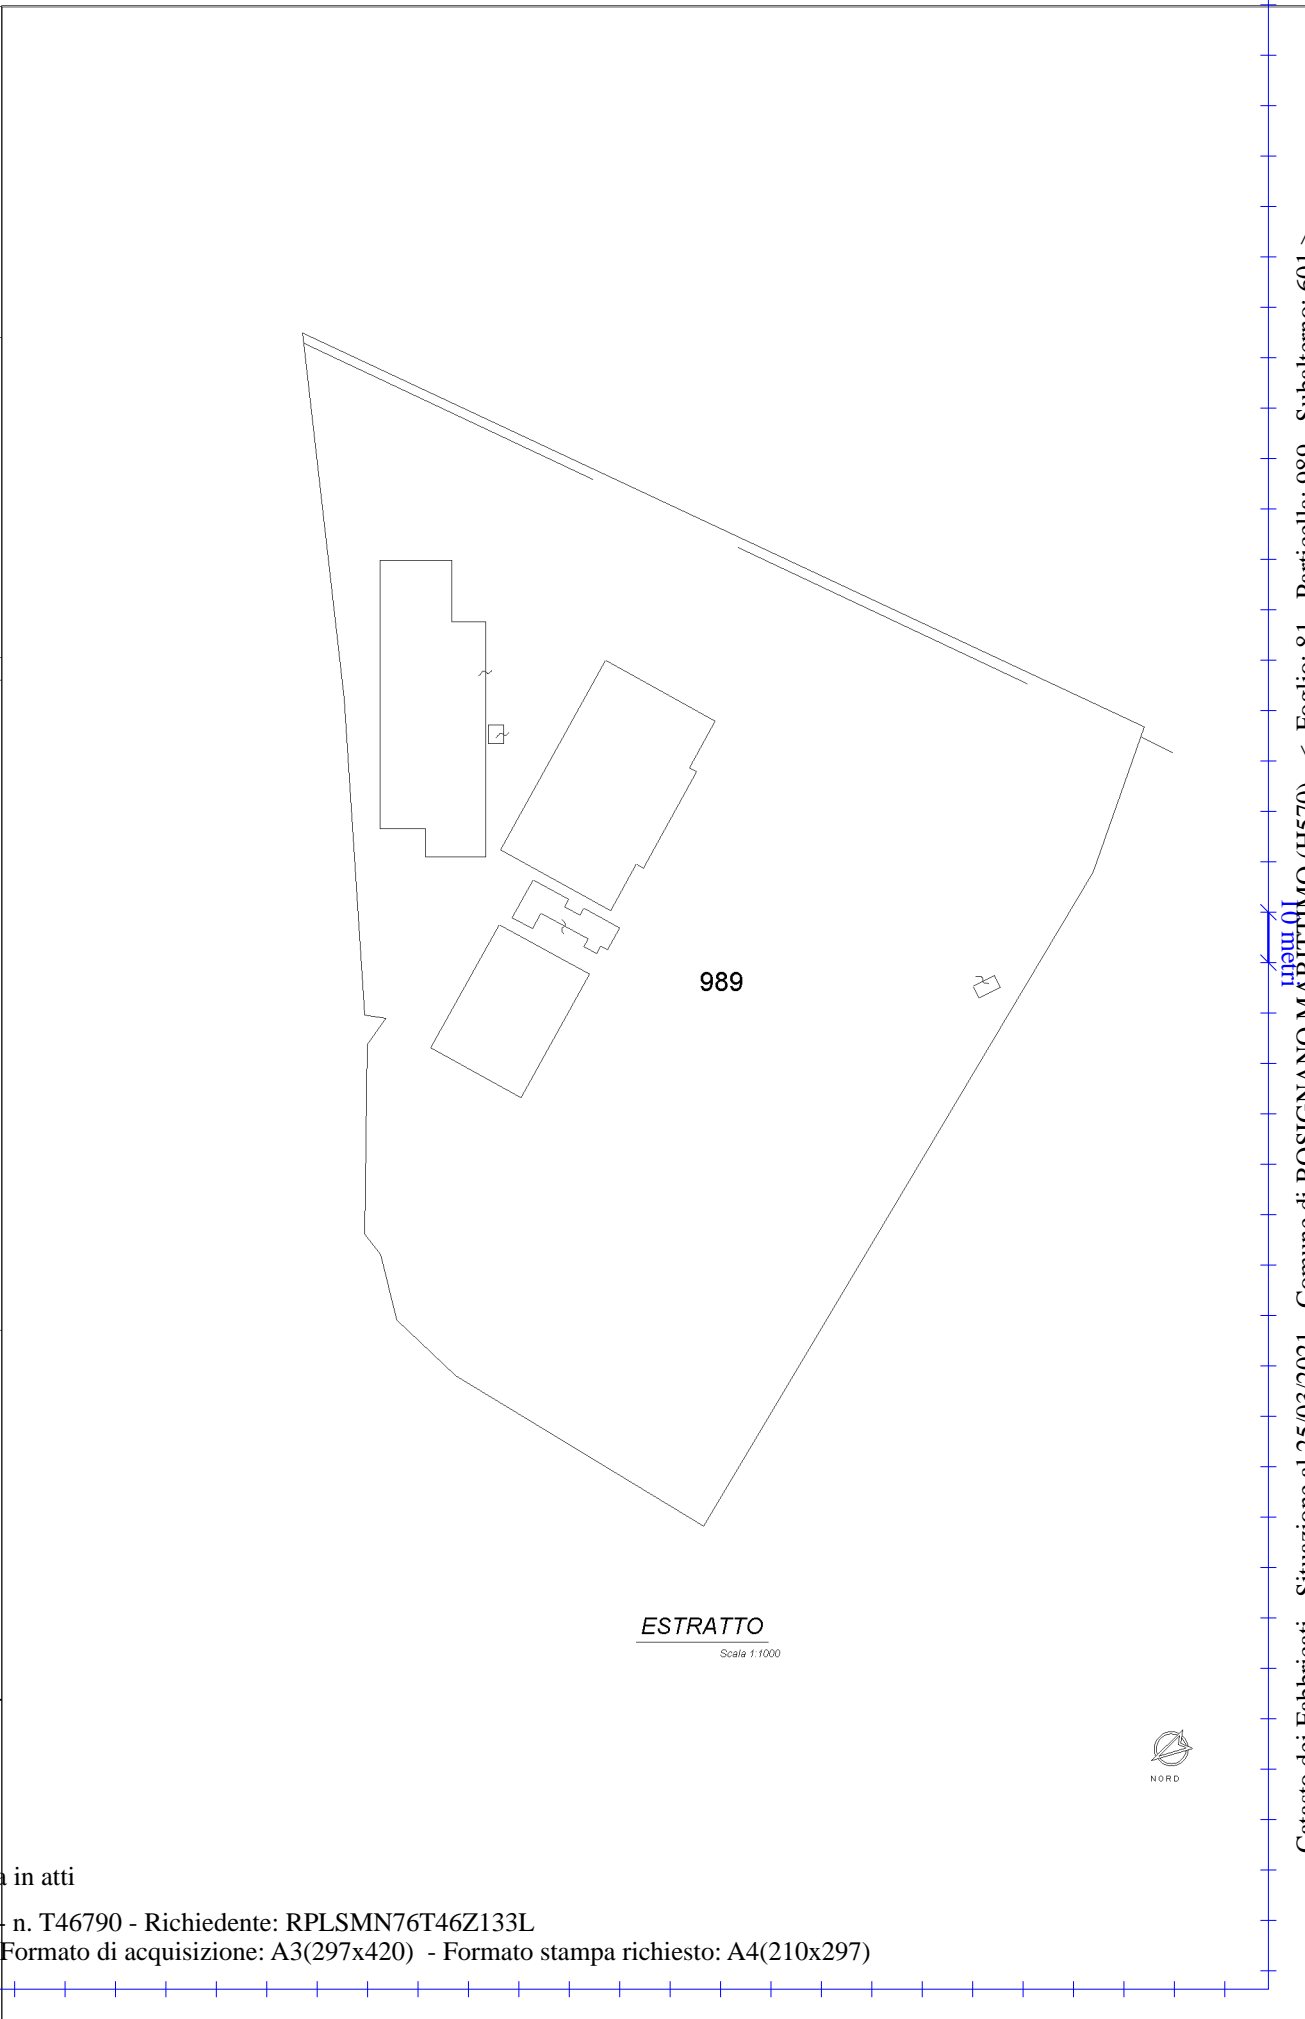 989
ESTRATTO
Scala 1:1000
NORD
10 metri
Catasto dei Fabbricati - Situazione al 25/03/2021 - Comune di ROSIGNANO MARITTIMO (H570) - < Foglio: 81 - Particella: 989 - Subalterno: 601 >
a in atti
- n. T46790 - Richiedente: RPLSMN76T46Z133L
Formato di acquisizione: A3(297x420) - Formato stampa richiesto: A4(210x297)